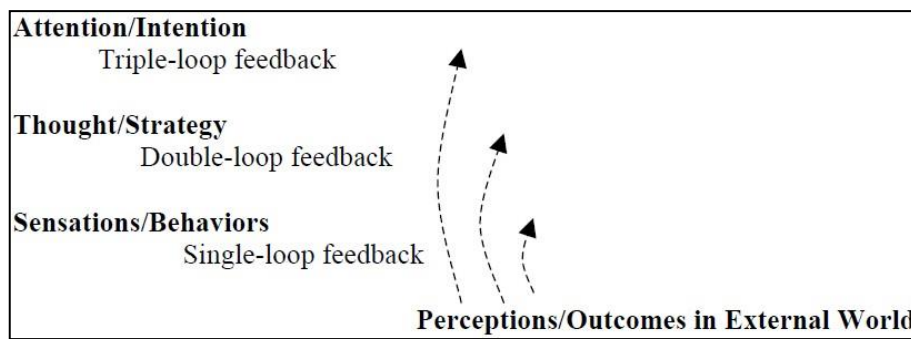 Attention/Intention
Triple-loop feedback
Thought/Strategy
Double-loop feedback
Sensations/Behaviors
Single-loop feedback
Perceptions/Outcomes in External World